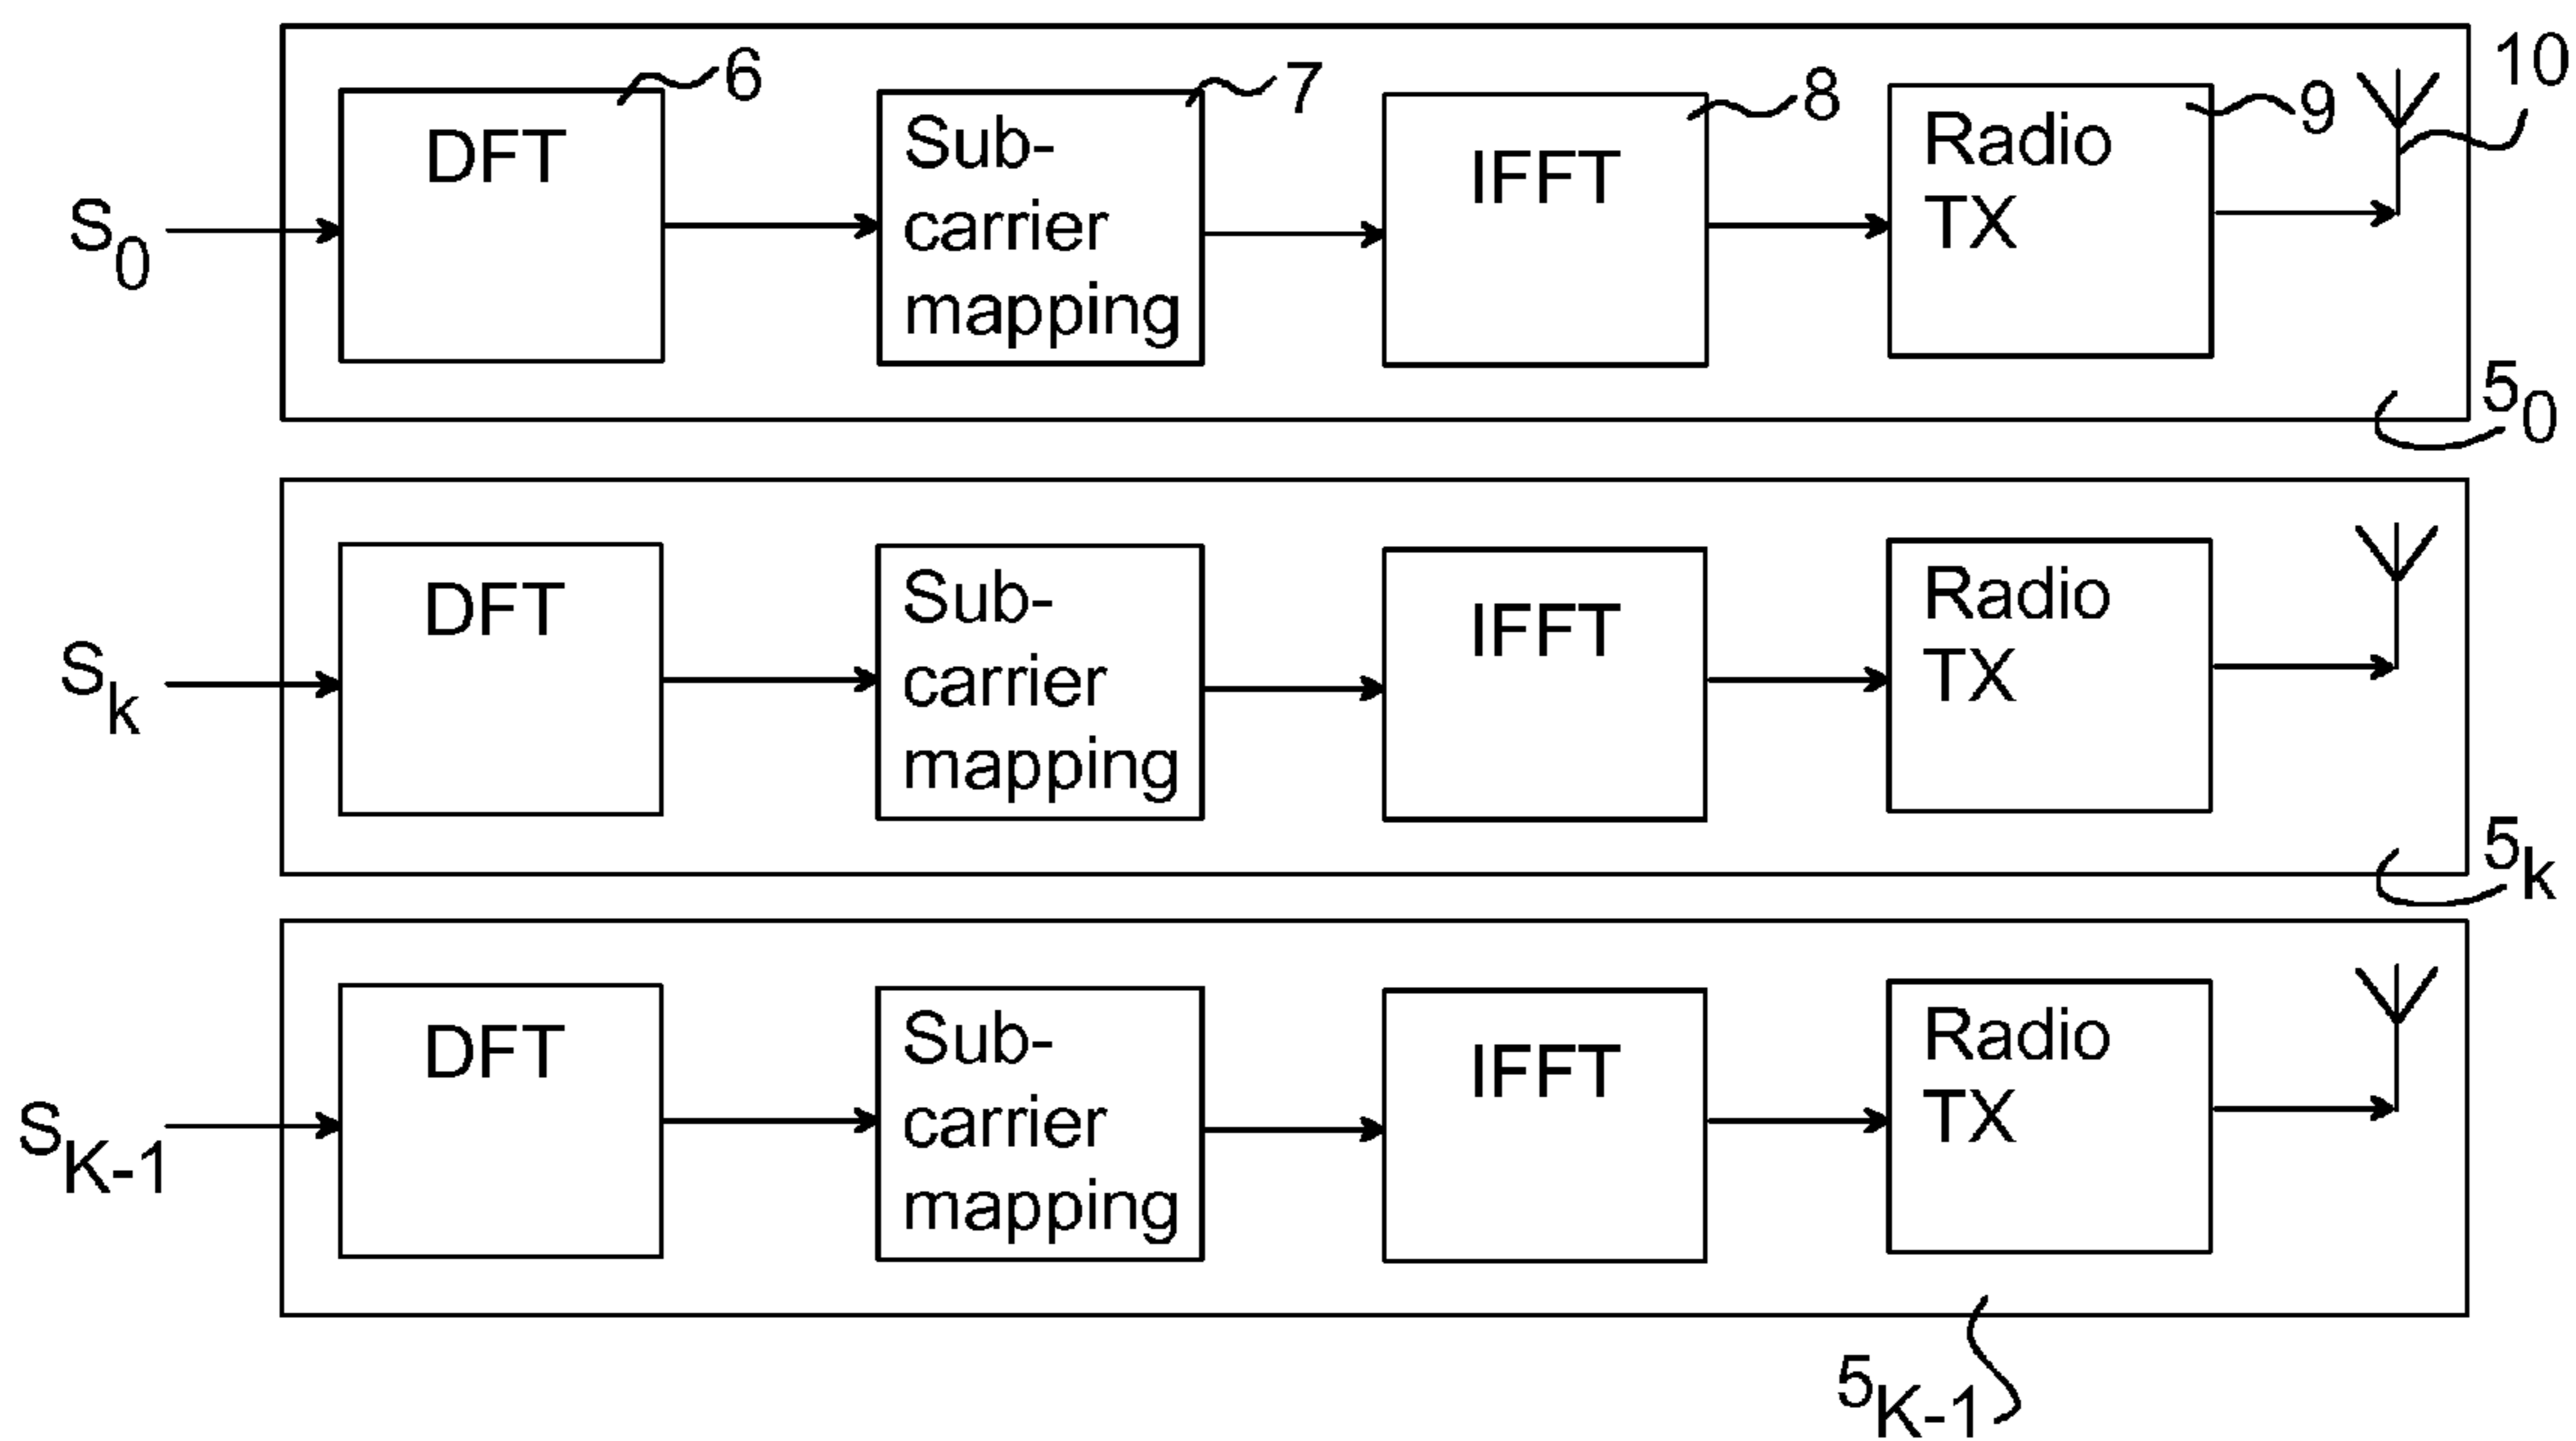 6
7
8
9
10
DFT
Sub-
carrier
mapping
IFFT
Radio
TX
S0
50
DFT
Sub-
carrier
mapping
IFFT
Radio
TX
Sk
5k
DFT
Sub-
carrier
mapping
IFFT
Radio
TX
SK-1
5K-1